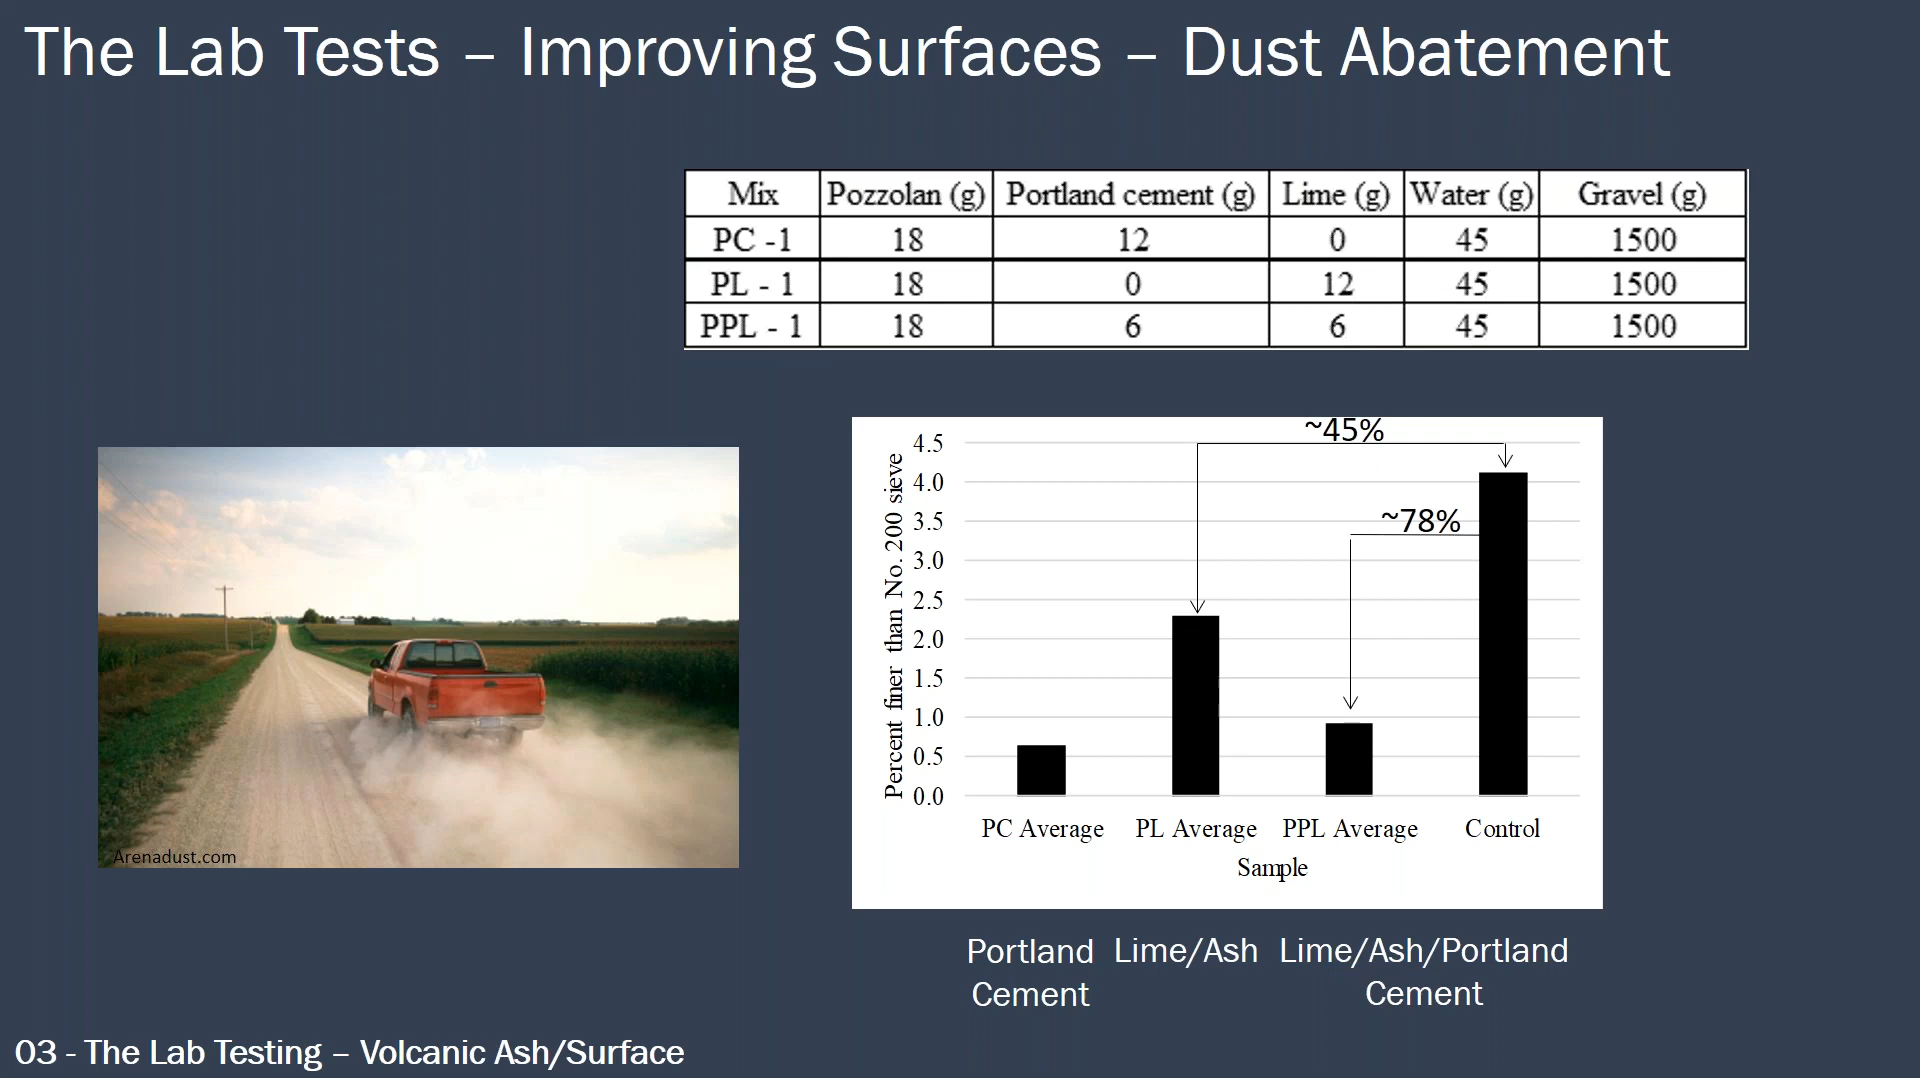 The Lab Tests – Improving Surfaces – Dust Abatement
Mix Pozzolan (g) Portland cement (g) Lime (g) Water (g) Gravel (g)
PC -1 18 12 0 45 1500
PL - 1 18 0 12 45 1500
PPL - 1 18 6 6 45 1500
Arenadust.com
Percent finer than No. 200 sieve
4.5
4.0
3.5
3.0
2.5
2.0
1.5
1.0
0.5
0.0
~45%
~78%
PC Average PL Average PPL Average Control
Sample
Portland Lime/Ash Lime/Ash/Portland
Cement Cement
03 - The Lab Testing – Volcanic Ash/Surface